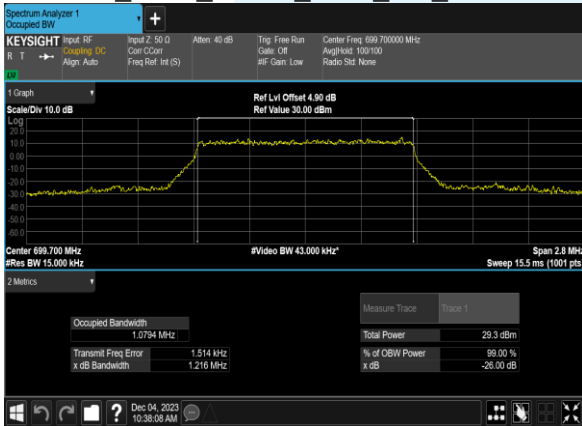 Spectrum Analyzer 1
Occupied BW
+
KEYSIGHT
R T
LXI
Input: RF
Coupling: DC
Align: Auto
Input Z: 50 Ω
Corr CCorr
Freq Ref: Int (S)
Atten: 40 dB
Trig: Free Run
Gate: Off
#IF Gain: Low
Center Freq: 699.700000 MHz
Avg|Hold: 100/100
Radio Std: None
1 Graph
Scale/Div 10.0 dB
Ref Lvl Offset 4.90 dB
Ref Value 30.00 dBm
Log
20.0
10.0
0.00
-10.0
-20.0
-30.0
-40.0
-50.0
-60.0
Center 699.700 MHz
#Video BW 43.000 kHz*
Span 2.8 MHz
#Res BW 15.000 kHz
Sweep 15.5 ms (1001 pts)
2 Metrics
Measure Trace
Trace 1
Occupied Bandwidth
1.0794 MHz
Total Power
29.3 dBm
Transmit Freq Error
1.514 kHz
% of OBW Power
99.00 %
x dB Bandwidth
1.216 MHz
x dB
-26.00 dB
?
Dec 04, 2023
10:38:08 AM